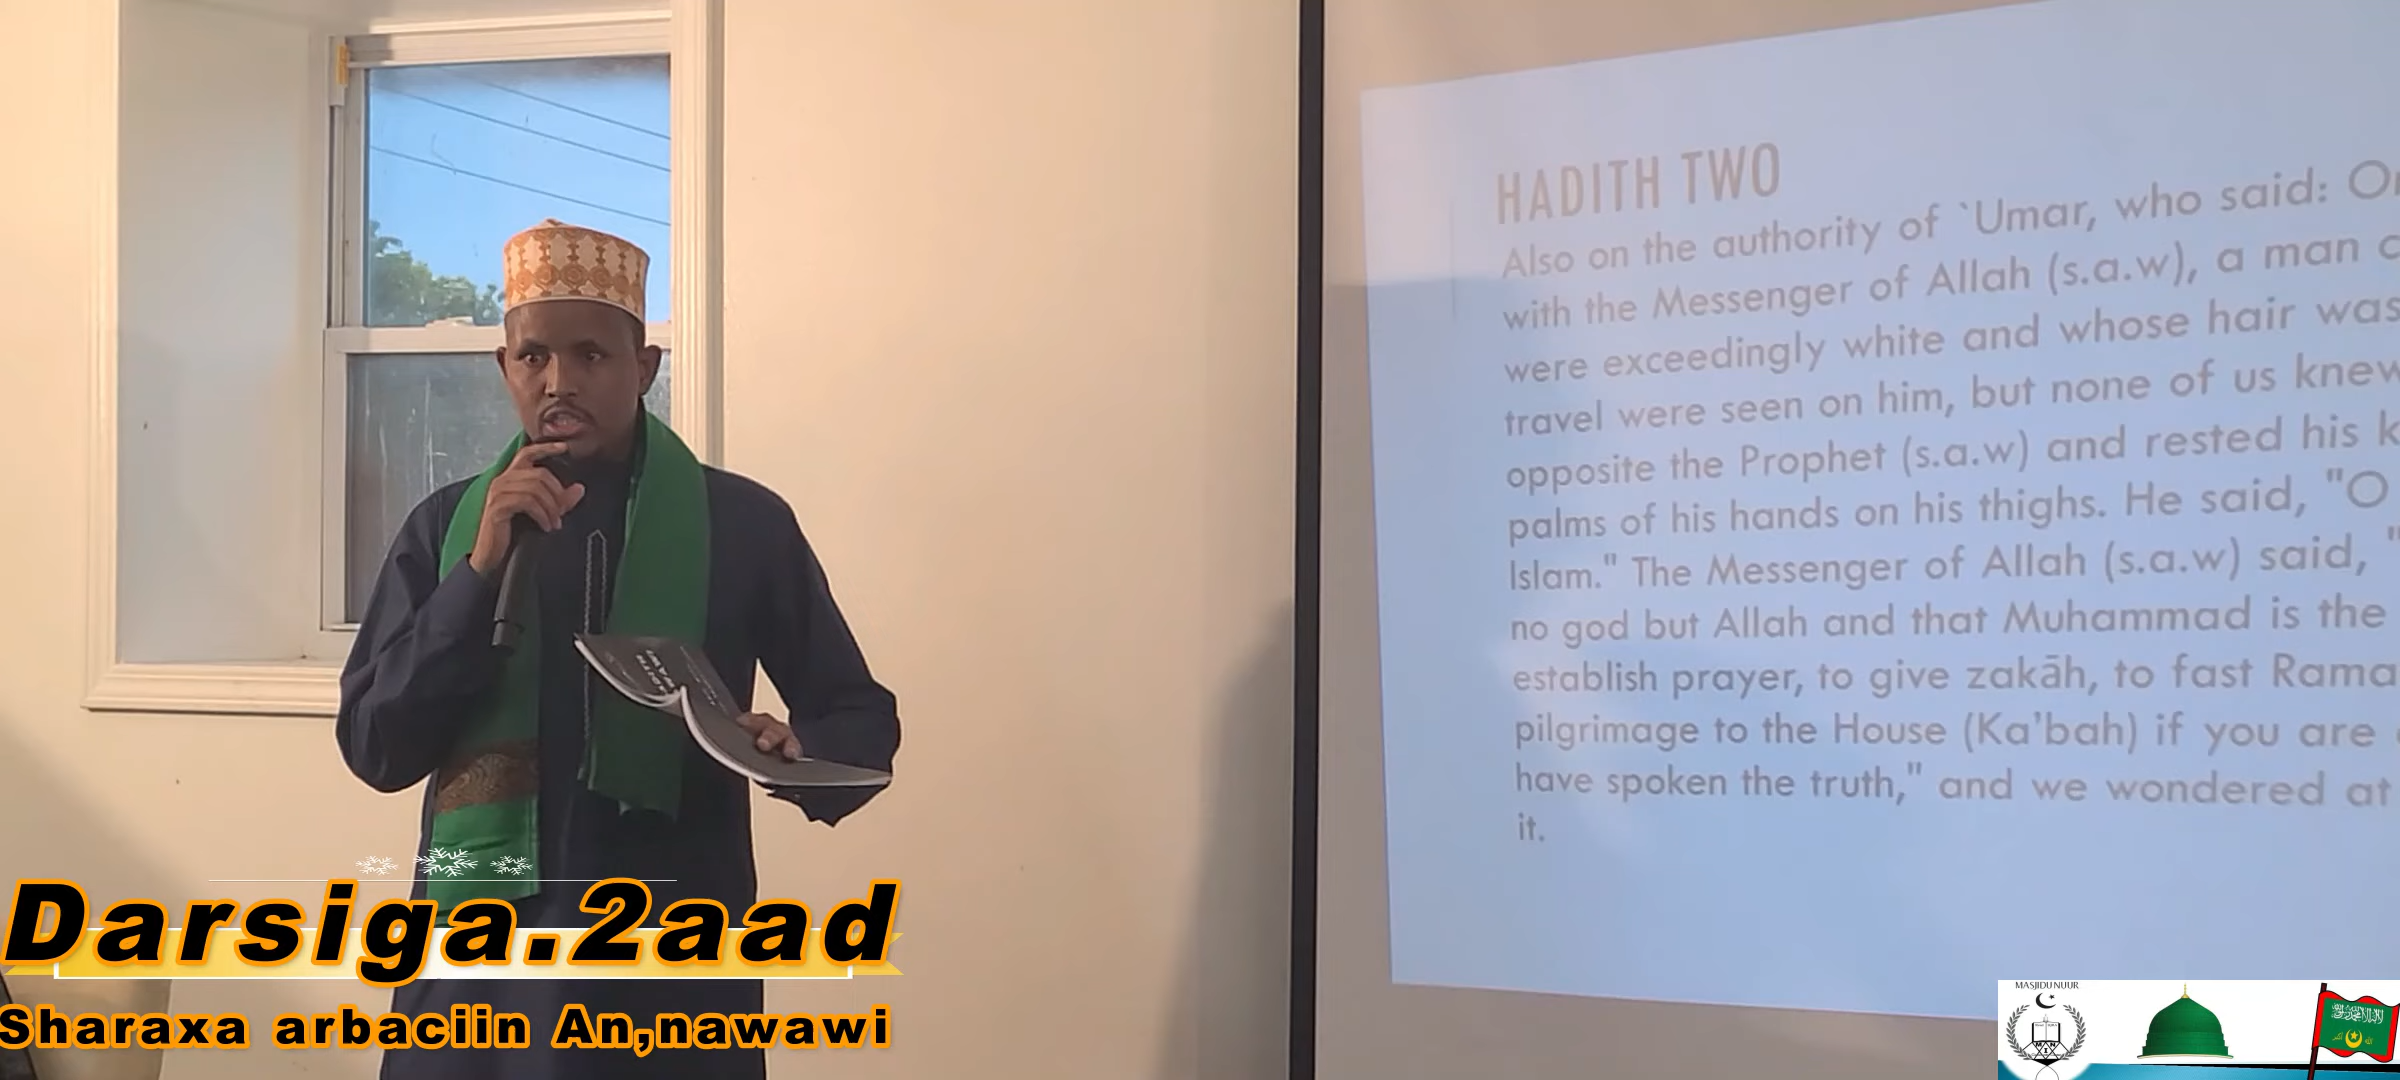 HADITH TWO
Also on the authority of `Umar, who said: On
with the Messenger of Allah (s.a.w), a man c
were exceedingly white and whose hair was
travel were seen on him, but none of us knew
opposite the Prophet (s.a.w) and rested his k
palms of his hands on his thighs. He said, "O
Islam." The Messenger of Allah (s.a.w) said, "
no god but Allah and that Muhammad is the
establish prayer, to give zakāh, to fast Rama
pilgrimage to the House (Ka'bah) if you are
have spoken the truth," and we wondered at
it.
Darsiga.2aad
Sharaxa arbaciin An,nawawi
MASJIDU NUUR